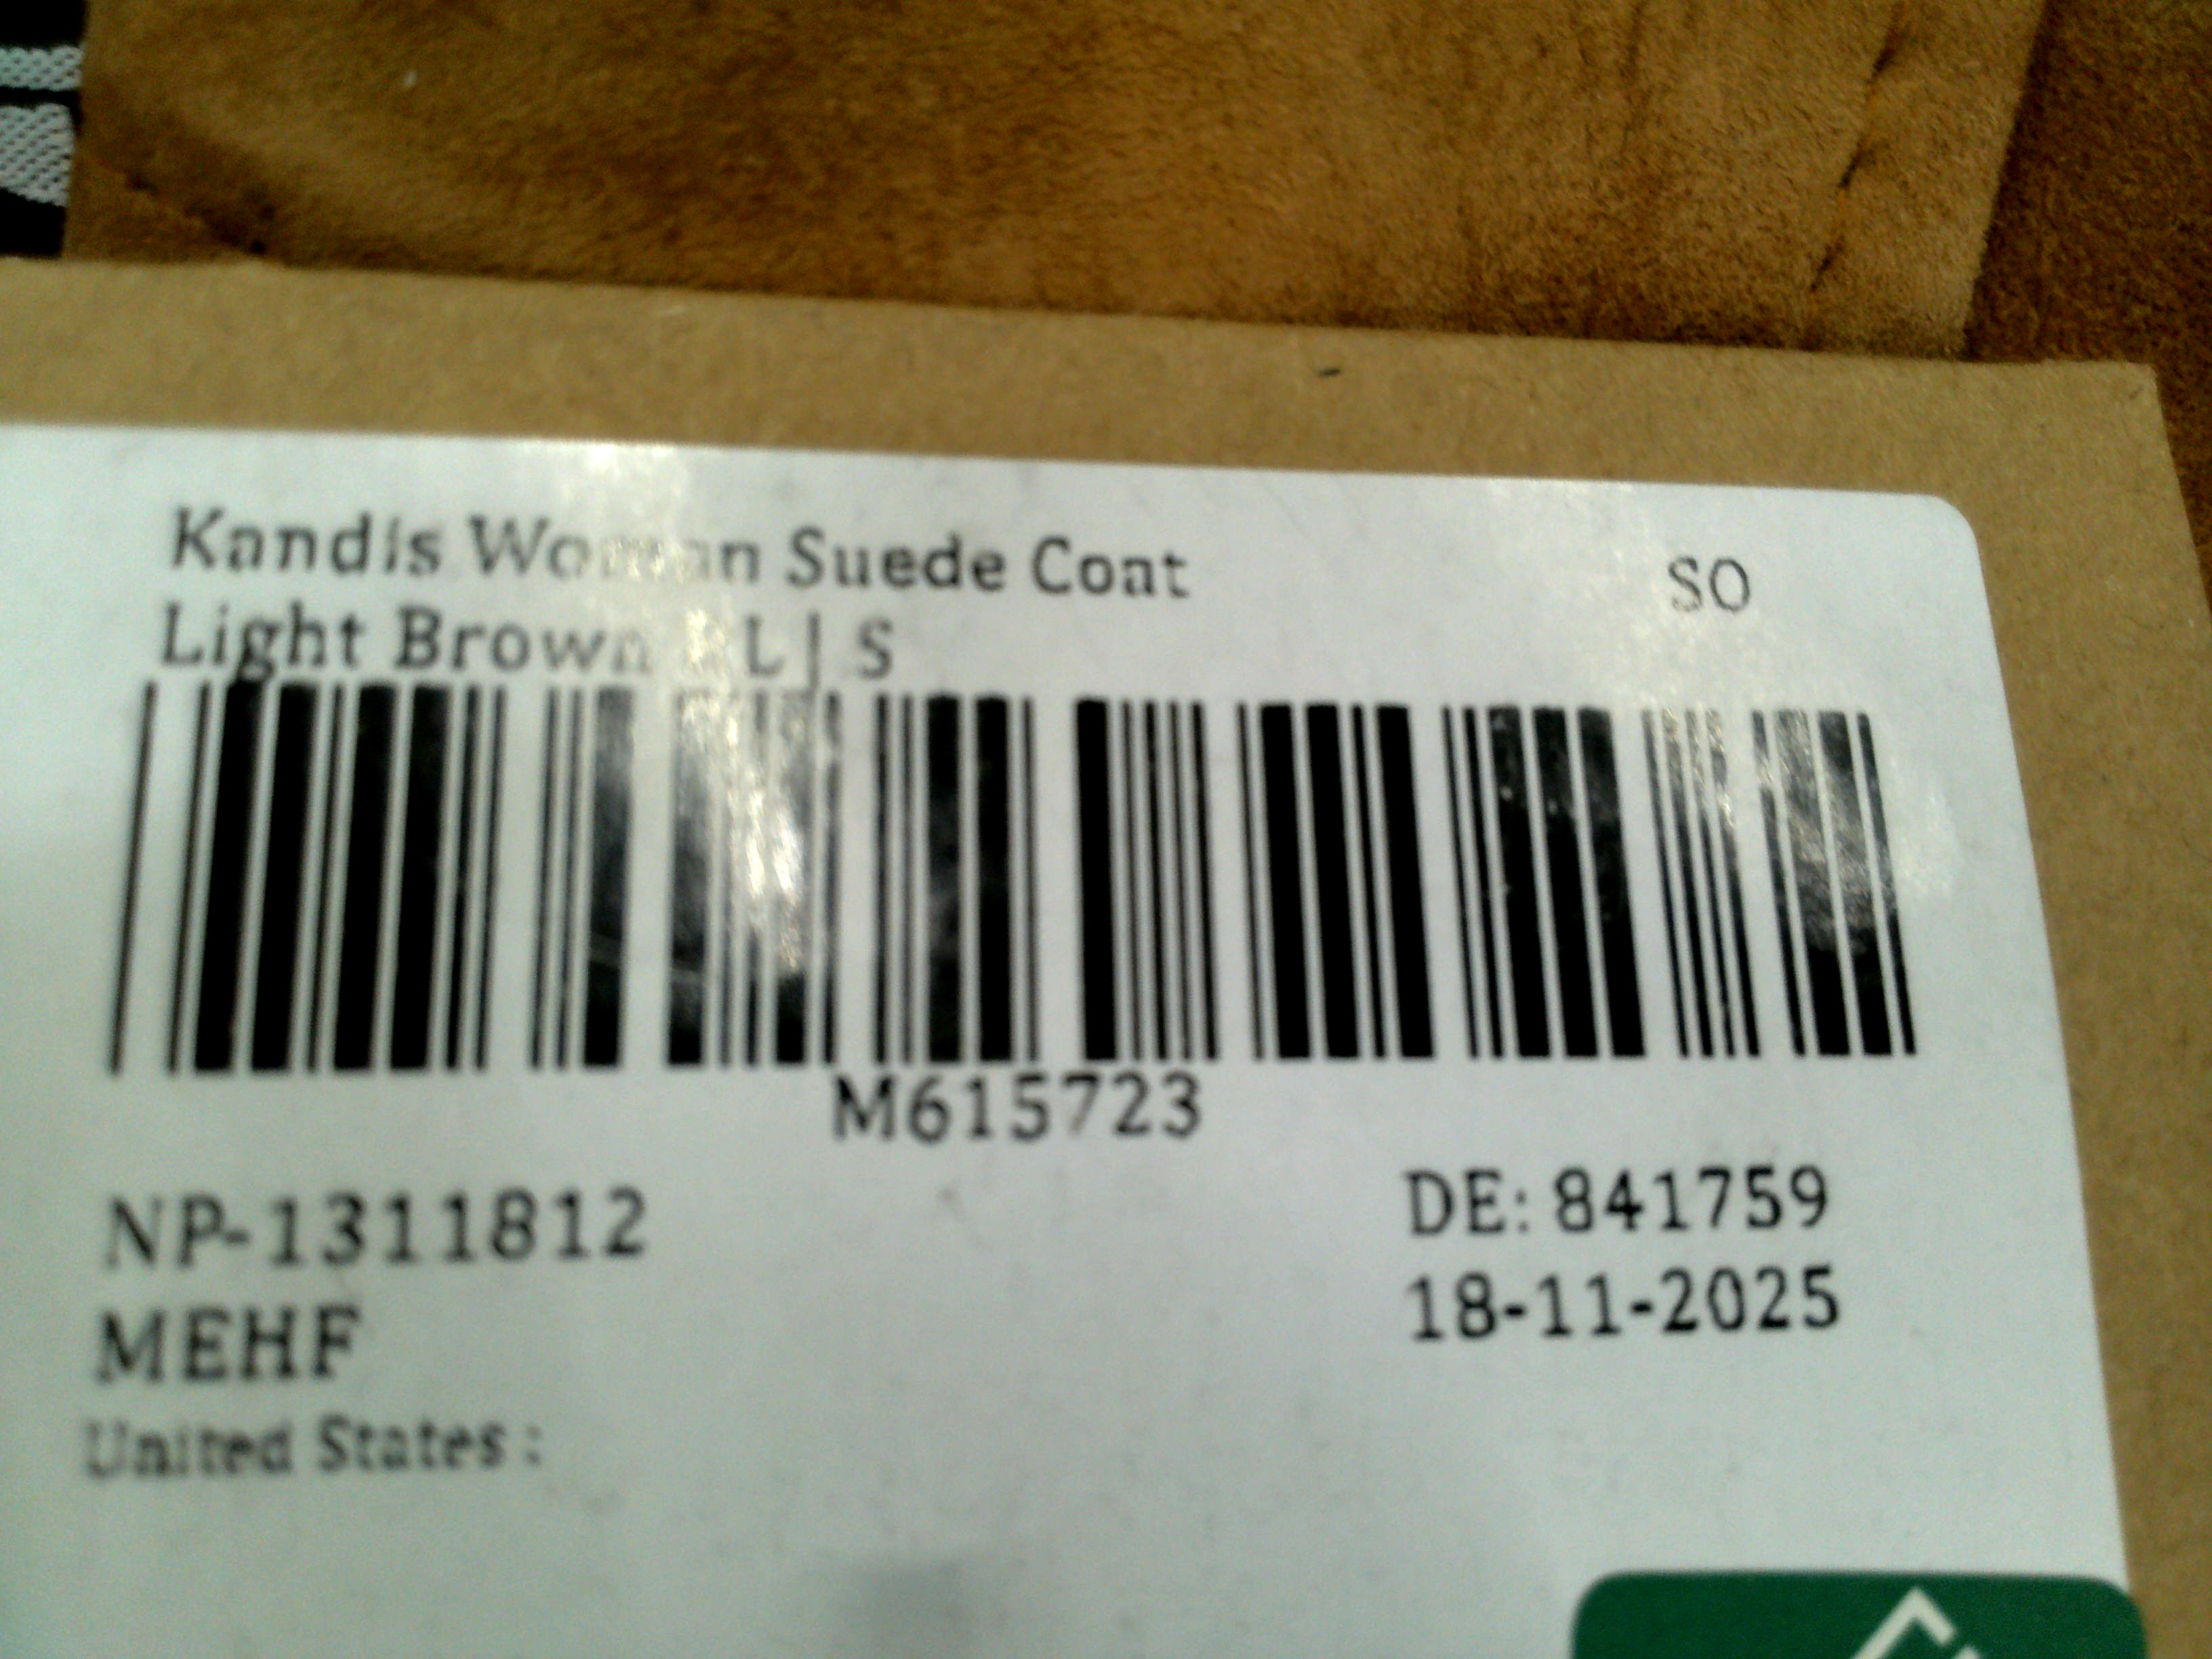 Kandis Woman Suede Coat
SO
Light Brown L | S
M615723
NP-1311812
DE: 841759
MEHF
18-11-2025
United States :